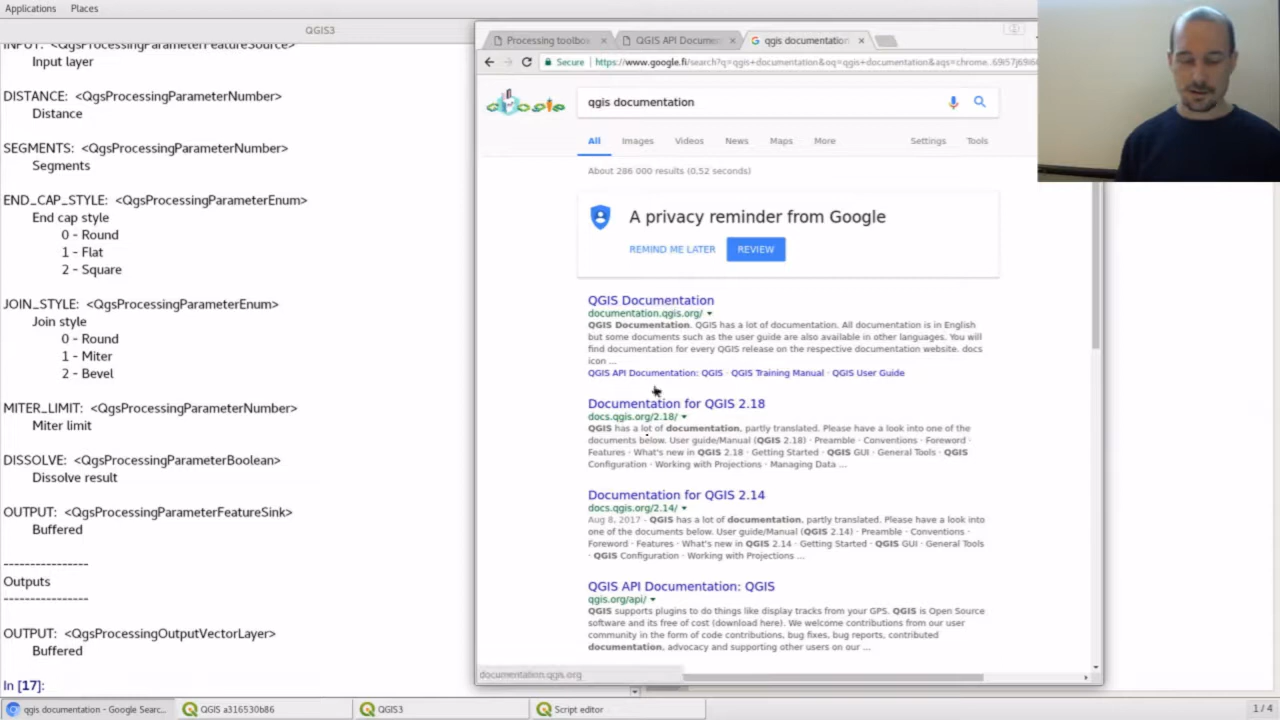 Applications Places
QGIS3
INPUT: <QgsProcessingParameterFeatureSource>
Input layer
DISTANCE: <QgsProcessingParameterNumber>
Distance
SEGMENTS: <QgsProcessingParameterNumber>
Segments
END_CAP_STYLE: <QgsProcessingParameterEnum>
End cap style
0 - Round
1 - Flat
2 - Square
JOIN_STYLE: <QgsProcessingParameterEnum>
Join style
0 - Round
1 - Miter
2 - Bevel
MITER_LIMIT: <QgsProcessingParameterNumber>
Miter limit
DISSOLVE: <QgsProcessingParameterBoolean>
Dissolve result
OUTPUT: <QgsProcessingParameterFeatureSink>
Buffered
----------------
Outputs
----------------
OUTPUT: <QgsProcessingOutputVectorLayer>
Buffered
In [17]:
Processing toolbo QGIS API Documen qgis documentation
Secure https://www.google.fi/search?q=qgis+documentation&oq=qgis+documentation&aqs=chrome..69i57j69i6
qgis documentation
All Images Videos News Maps More Settings Tools
About 286 000 results (0,52 seconds)
A privacy reminder from Google
REMIND ME LATER REVIEW
QGIS Documentation
documentation.qgis.org/
QGIS Documentation. QGIS has a lot of documentation. All documentation is in English
but some documents such as the user guide are also available in other languages. You will
find documentation for every QGIS release on the respective documentation website. docs
icon ...
QGIS API Documentation: QGIS · QGIS Training Manual · QGIS User Guide
Documentation for QGIS 2.18
docs.qgis.org/2.18/
QGIS has a lot of documentation, partly translated. Please have a look into one of the
documents below. User guide/Manual (QGIS 2.18) · Preamble · Conventions · Foreword ·
Features · What's new in QGIS 2.18 · Getting Started · QGIS GUI · General Tools · QGIS
Configuration · Working with Projections · Managing Data ...
Documentation for QGIS 2.14
docs.qgis.org/2.14/
Aug 8, 2017 - QGIS has a lot of documentation, partly translated. Please have a look into
one of the documents below. User guide/Manual (QGIS 2.14) · Preamble · Conventions ·
Foreword · Features · What's new in QGIS 2.14 · Getting Started · QGIS GUI · General Tools
· QGIS Configuration · Working with Projections ...
QGIS API Documentation: QGIS
qgis.org/api/
QGIS supports plugins to do things like display tracks from your GPS. QGIS is Open Source
software and its free of cost (download here). We welcome contributions from our user
community in the form of code contributions, bug fixes, bug reports, contributed
documentation, advocacy and supporting other users on our ...
documentation.qgis.org
qgis documentation - Google Searc... QGIS a316530b86 QGIS3 Script editor 1 / 4